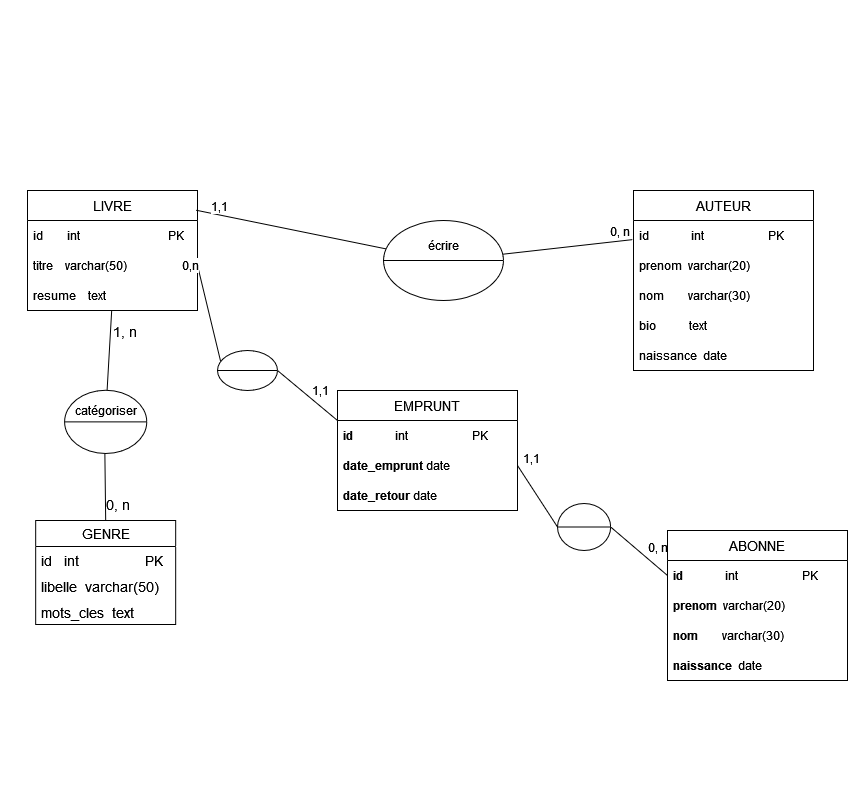 LIVRE
id int PK
titre varchar(50)
resume text
1,1
écrire
0, n
AUTEUR
id int PK
prenom varchar(20)
nom varchar(30)
bio text
naissance date
0,n
1,1
EMPRUNT
id int PK
date_emprunt date
date_retour date
1, n
catégoriser
0, n
GENRE
id int PK
libelle varchar(50)
mots_cles text
1,1
0, n
ABONNE
id int PK
prenom varchar(20)
nom varchar(30)
naissance date